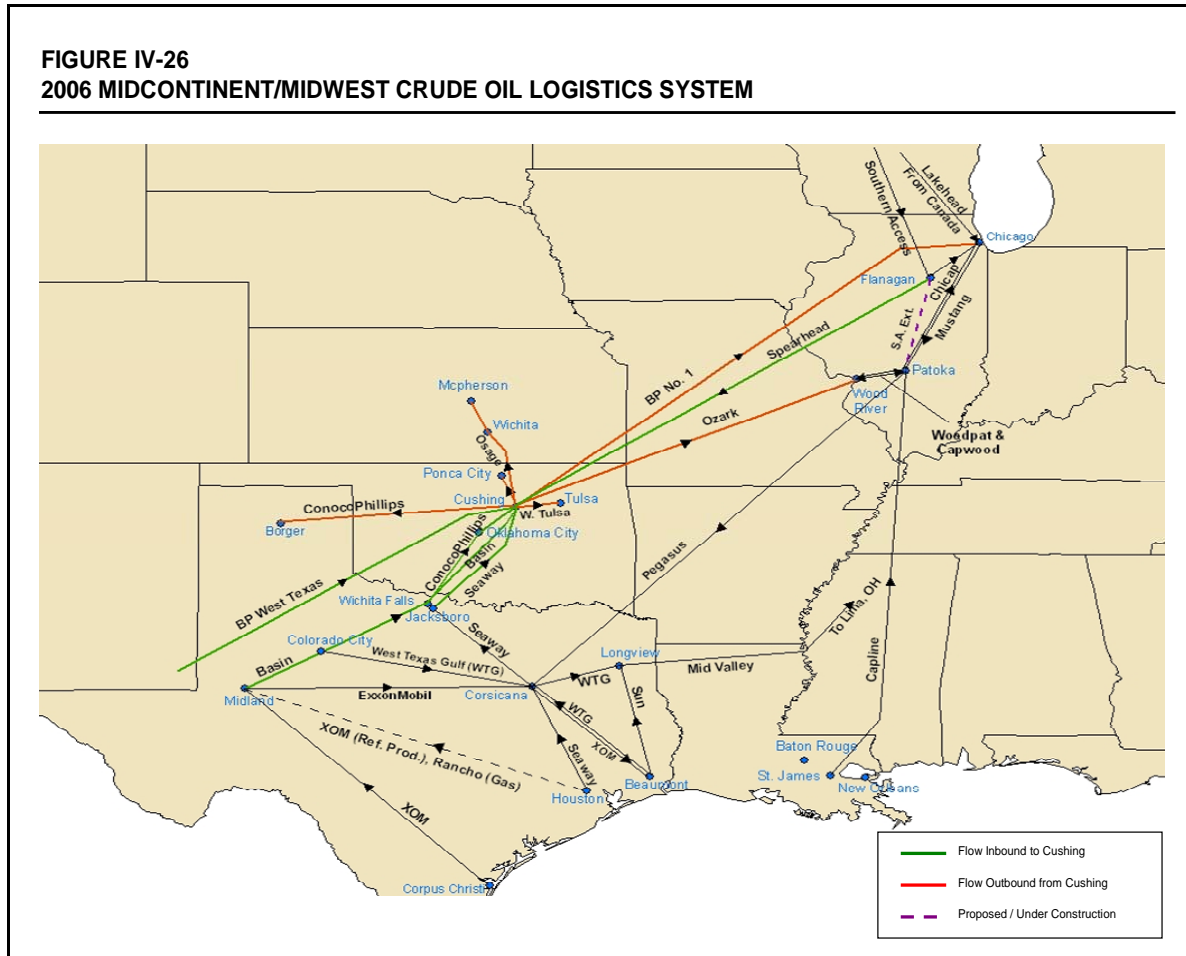 FIGURE IV-26
2006 MIDCONTINENT/MIDWEST CRUDE OIL LOGISTICS SYSTEM
Southern Access
Lakehead
From Canada
Chicago
Flanagan
Chicap
Mustang
S.A. Ext.
Spearhead
BP No. 1
Patoka
Wood
River
Ozark
Woodpat &
Capwood
Mcpherson
Wichita
Osage
Ponca City
Cushing
Tulsa
W. Tulsa
ConocoPhillips
Borger
Oklahoma City
ConocoPhillips
Basin
Seaway
Pegasus
BP West Texas
Wichita Falls
Jacksboro
To Lima, OH
Capline
Colorado City
Basin
West Texas Gulf (WTG)
Seaway
Longview
Mid Valley
WTG
Midland
ExxonMobil
Corsicana
Sun
WTG
XOM
XOM (Ref. Prod.), Rancho (Gas)
Seaway
Houston
Beaumont
Baton Rouge
St. James
New Orleans
XOM
Corpus Christi
Flow Inbound to Cushing
Flow Outbound from Cushing
Proposed / Under Construction